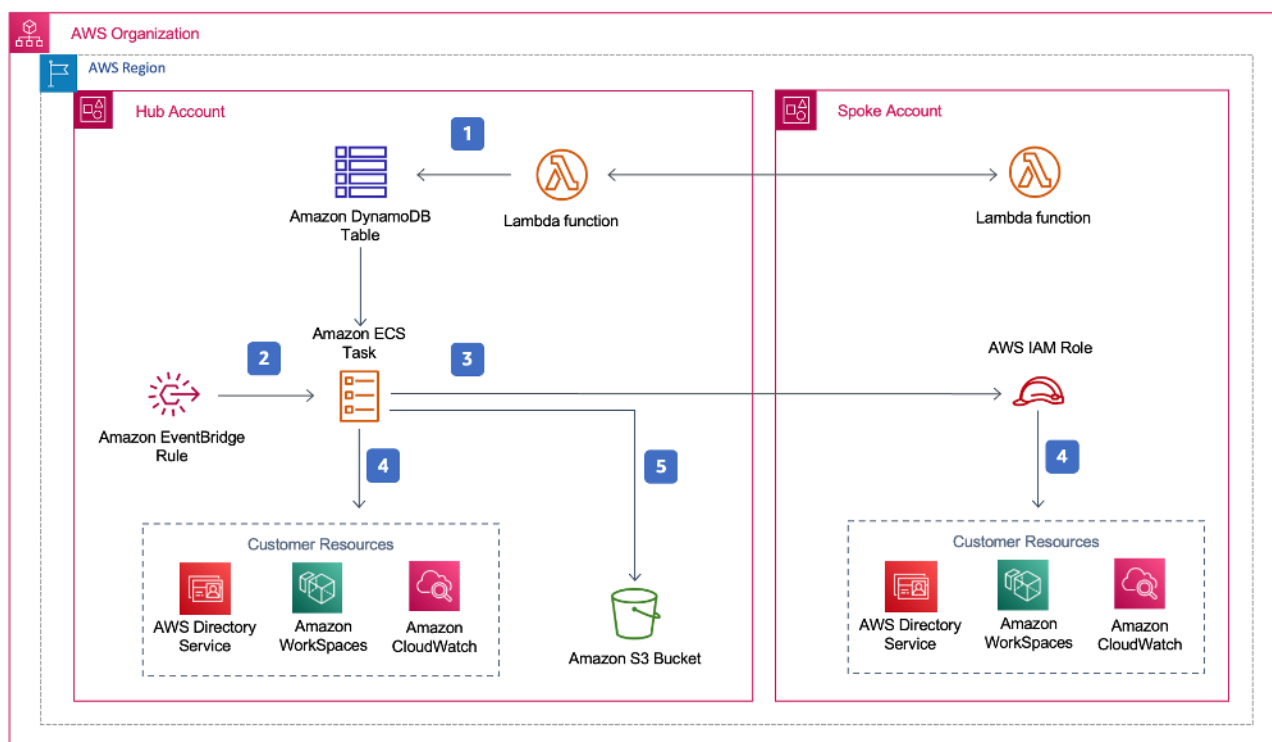 AWS Organization
AWS Region
Hub Account
Spoke Account
1
Amazon DynamoDB
Table
Lambda function
Lambda function
Amazon ECS
Task
2
3
AWS IAM Role
Amazon EventBridge
Rule
4
5
4
Customer Resources
AWS Directory
Service
Amazon
WorkSpaces
Amazon
CloudWatch
Amazon S3 Bucket
Customer Resources
AWS Directory
Service
Amazon
WorkSpaces
Amazon
CloudWatch